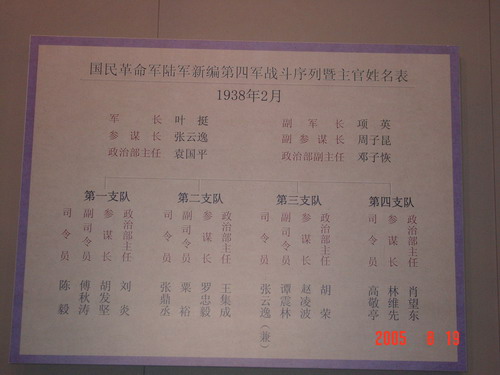 国民革命军陆军新编第四军战斗序列暨主官姓名表
1938年2月
军长 叶挺 副军长 项英
参谋长 张云逸 副参谋长 周子昆
政治部主任 袁国平 政治部副主任 邓子恢
第一支队 第二支队 第三支队 第四支队
司令员 陈毅
副司令员 傅秋涛
参谋长 胡发坚
政治部主任 刘炎
司令员 张鼎丞
副司令员 粟裕
参谋长 罗忠毅
政治部主任 王集成
司令员 张云逸(兼)
副司令员 谭震林
参谋长 赵凌波
政治部主任 胡荣
司令员 高敬亭
参谋长 林维先
政治部主任 肖望东
2005 9 19